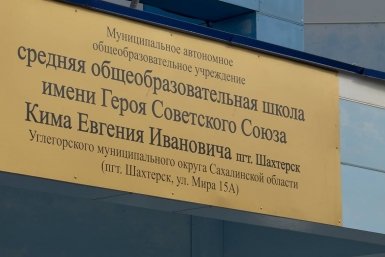 Муниципальное автономное
общеобразовательное учреждение
средняя общеобразовательная школа
имени Героя Советского Союза
Кима Евгения Ивановича пгт. Шахтерск
Углегорского муниципального округа Сахалинской области
(пгт. Шахтерск, ул. Мира 15А)